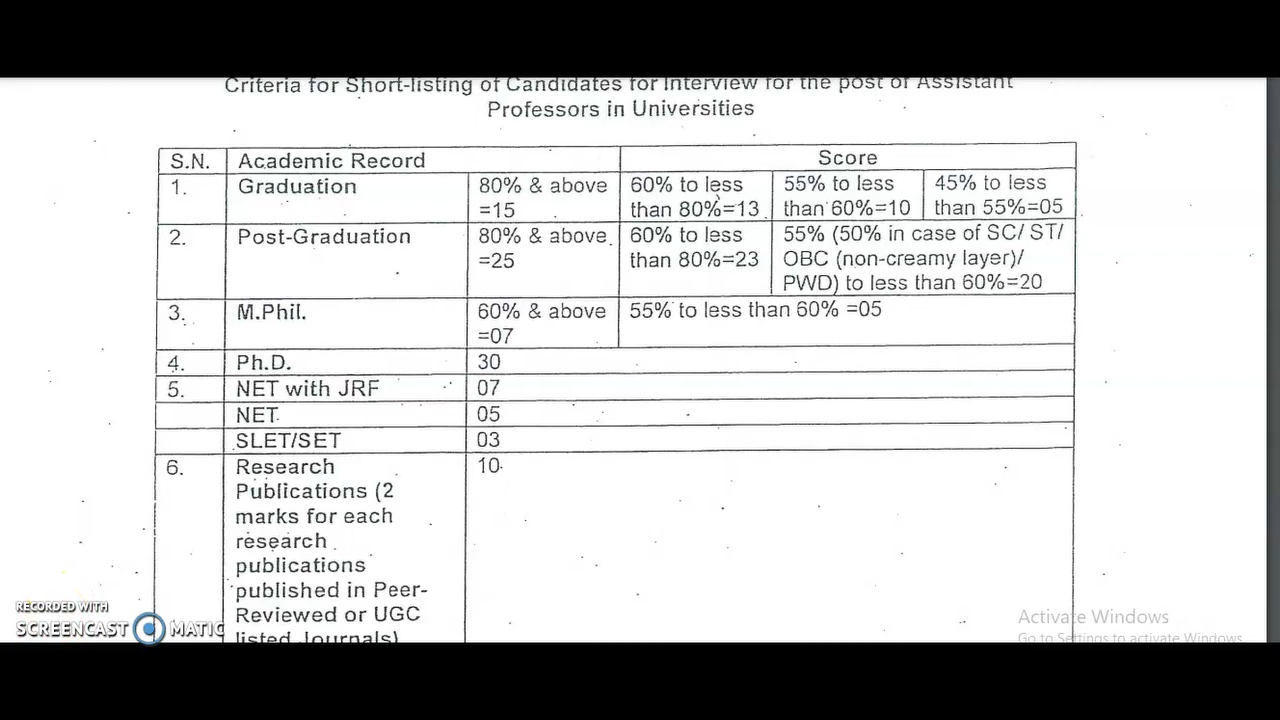 Criteria for Short-listing of Candidates for Interview for the post of Assistant
Professors in Universities
S.N. Academic Record Score
1. Graduation 80% & above =15 60% to less than 80%=13 55% to less than 60%=10 45% to less than 55%=05
2. Post-Graduation 80% & above =25 60% to less than 80%=23 55% (50% in case of SC/ ST/ OBC (non-creamy layer)/ PWD) to less than 60%=20
3. M.Phil. 60% & above =07 55% to less than 60% =05
4. Ph.D. 30
5. NET with JRF 07
NET 05
SLET/SET 03
6. Research 10
Publications (2
marks for each
research
publications
published in Peer-
Reviewed or UGC
listed Journals)
RECORDED WITH
SCREENCAST MATIC
Activate Windows
Go to Settings to activate Windows.